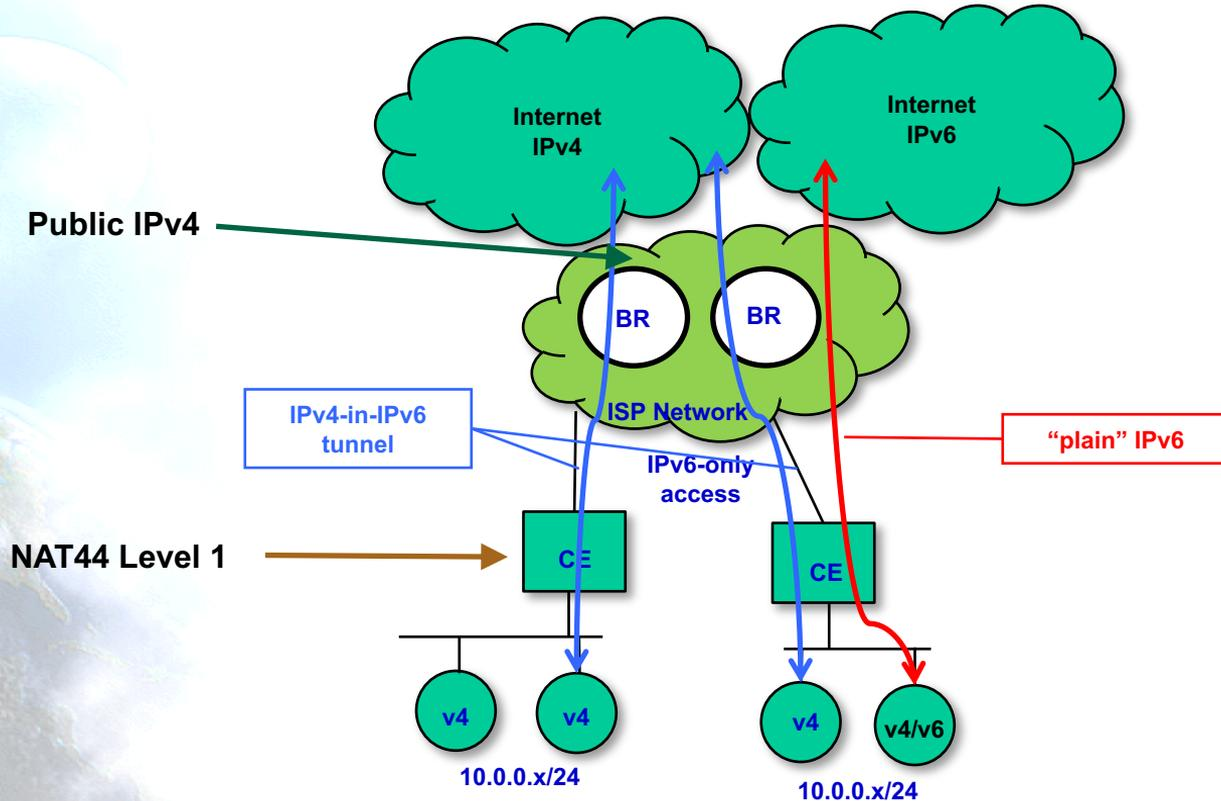 Internet
IPv4
Internet
IPv6
Public IPv4
BR
BR
ISP Network
IPv4-in-IPv6
tunnel
“plain” IPv6
IPv6-only
access
NAT44 Level 1
CE
CE
v4
v4
v4
v4/v6
10.0.0.x/24
10.0.0.x/24